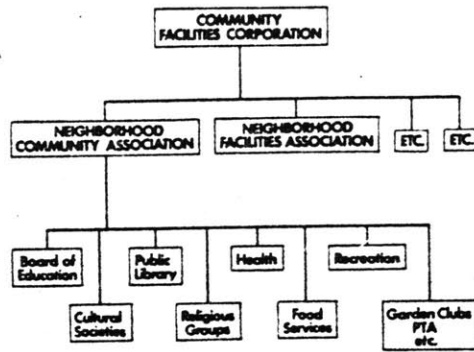 COMMUNITY
FACILITIES CORPORATION
NEIGHBORHOOD
COMMUNITY ASSOCIATION
NEIGHBORHOOD
FACILITIES ASSOCIATION
ETC.
ETC.
Board of
Education
Public
Library
Health
Recreation
Cultural
Societies
Religious
Groups
Food
Services
Garden Clubs
PTA
etc.